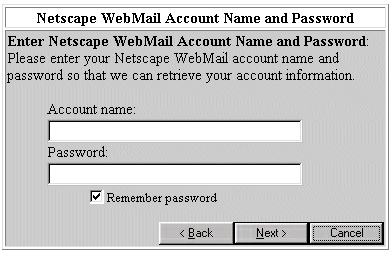 Netscape WebMail Account Name and Password
Enter Netscape WebMail Account Name and Password:
Please enter your Netscape WebMail account name and
password so that we can retrieve your account information.
Account name:
Password:
Remember password
< Back
Next >
Cancel